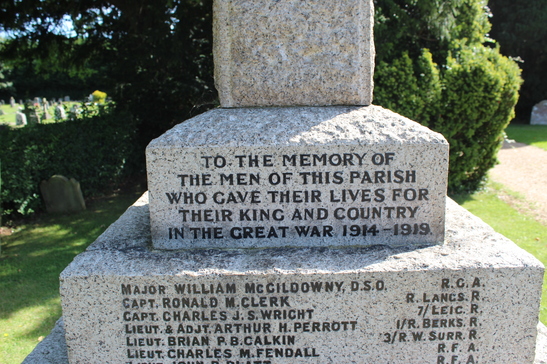 TO THE MEMORY OF
THE MEN OF THIS PARISH
WHO GAVE THEIR LIVES FOR
THEIR KING AND COUNTRY
IN THE GREAT WAR. 1914-1919.
MAJOR WILLIAM MCGILDOWNY, D.S.O. R.G.A
CAPT. RONALD M. CLERK R. LANCS. R.
CAPT. CHARLES J.S. WRIGHT 7/LEIC. R
LIEUT. & ADJT. ARTHUR H. PERROTT 1/R. BERKS. R
LIEUT. BRIAN P.B. CALKIN 3/R.W. SURR. R.
LIEUT. CHARLES M. FENDALL R.F.A
LIEUT. JOHN R. R.F.A